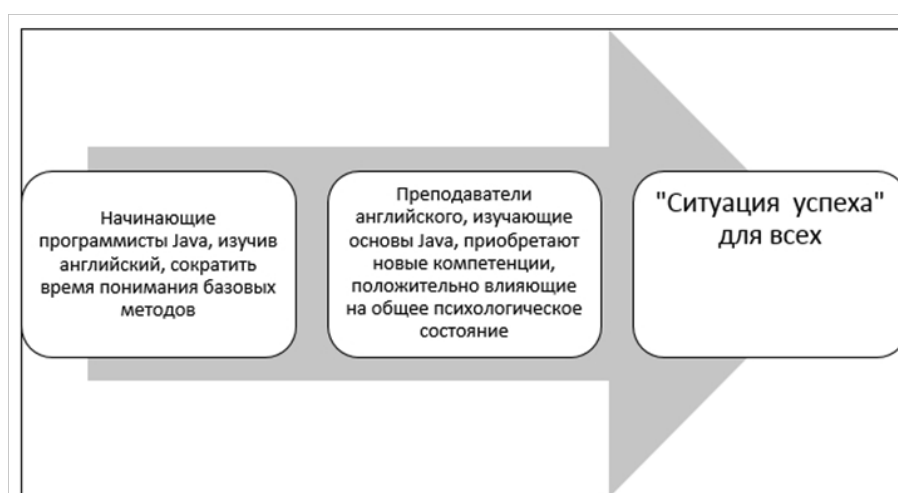 Начинающие
программисты Java, изучив
английский, сократить
время понимания базовых
методов
Преподаватели
английского, изучающие
основы Java, приобретают
новые компетенции,
положительно влияющие
на общее психологическое
состояние
"Ситуация успеха"
для всех